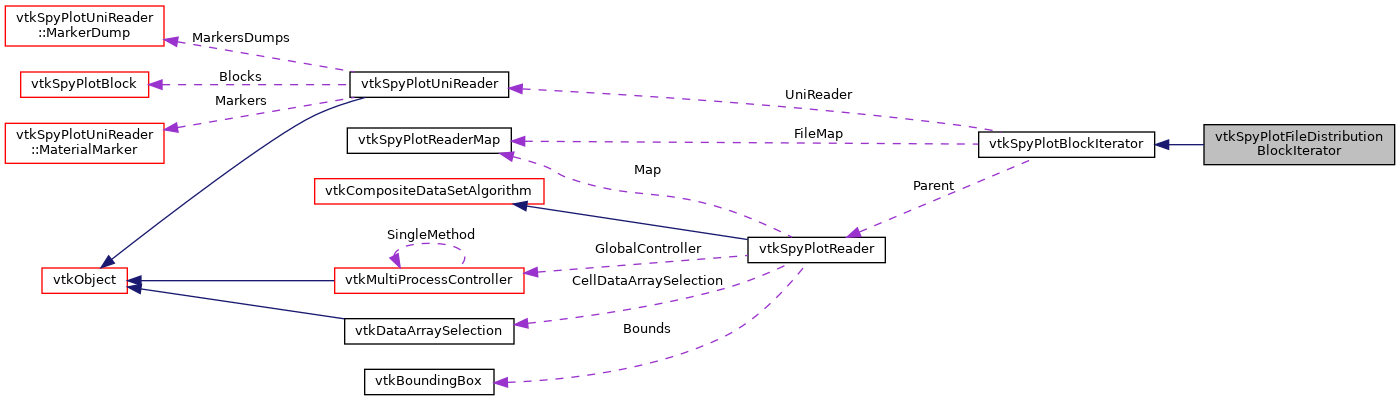 vtkSpyPlotUniReader
::MarkerDump
MarkersDumps
vtkSpyPlotBlock
Blocks
Markers
vtkSpyPlotUniReader
vtkSpyPlotUniReader
::MaterialMarker
vtkSpyPlotReaderMap
UniReader
FileMap
vtkSpyPlotBlockIterator
vtkSpyPlotFileDistribution
BlockIterator
Map
Parent
vtkCompositeDataSetAlgorithm
SingleMethod
GlobalController
vtkSpyPlotReader
vtkObject
vtkMultiProcessController
CellDataArraySelection
vtkDataArraySelection
Bounds
vtkBoundingBox